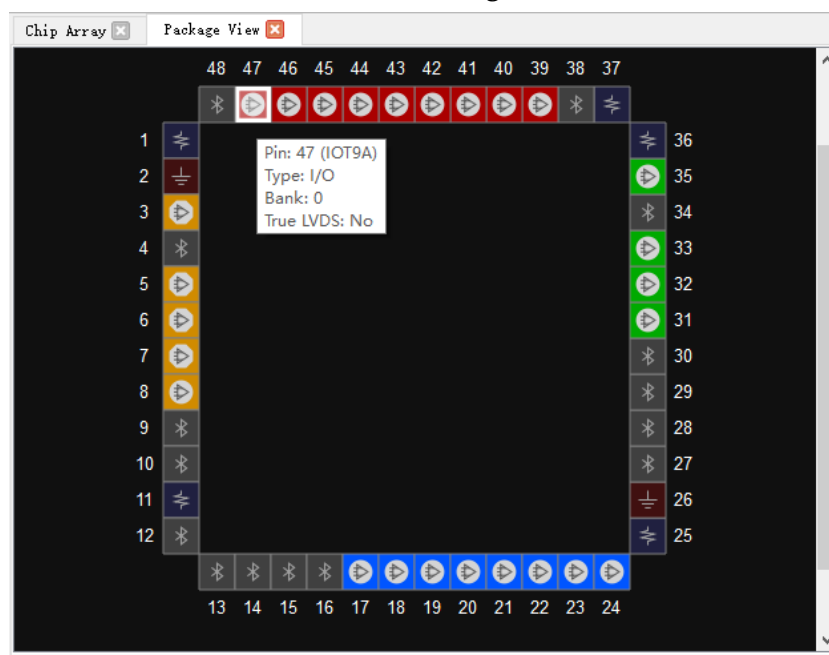 Chip Array Package View
48 47 46 45 44 43 42 41 40 39 38 37
1 36
2 35
3 34
4 33
5 32
6 31
7 30
8 29
9 28
10 27
11 26
12 25
13 14 15 16 17 18 19 20 21 22 23 24
Pin: 47 (IOT9A)
Type: I/O
Bank: 0
True LVDS: No